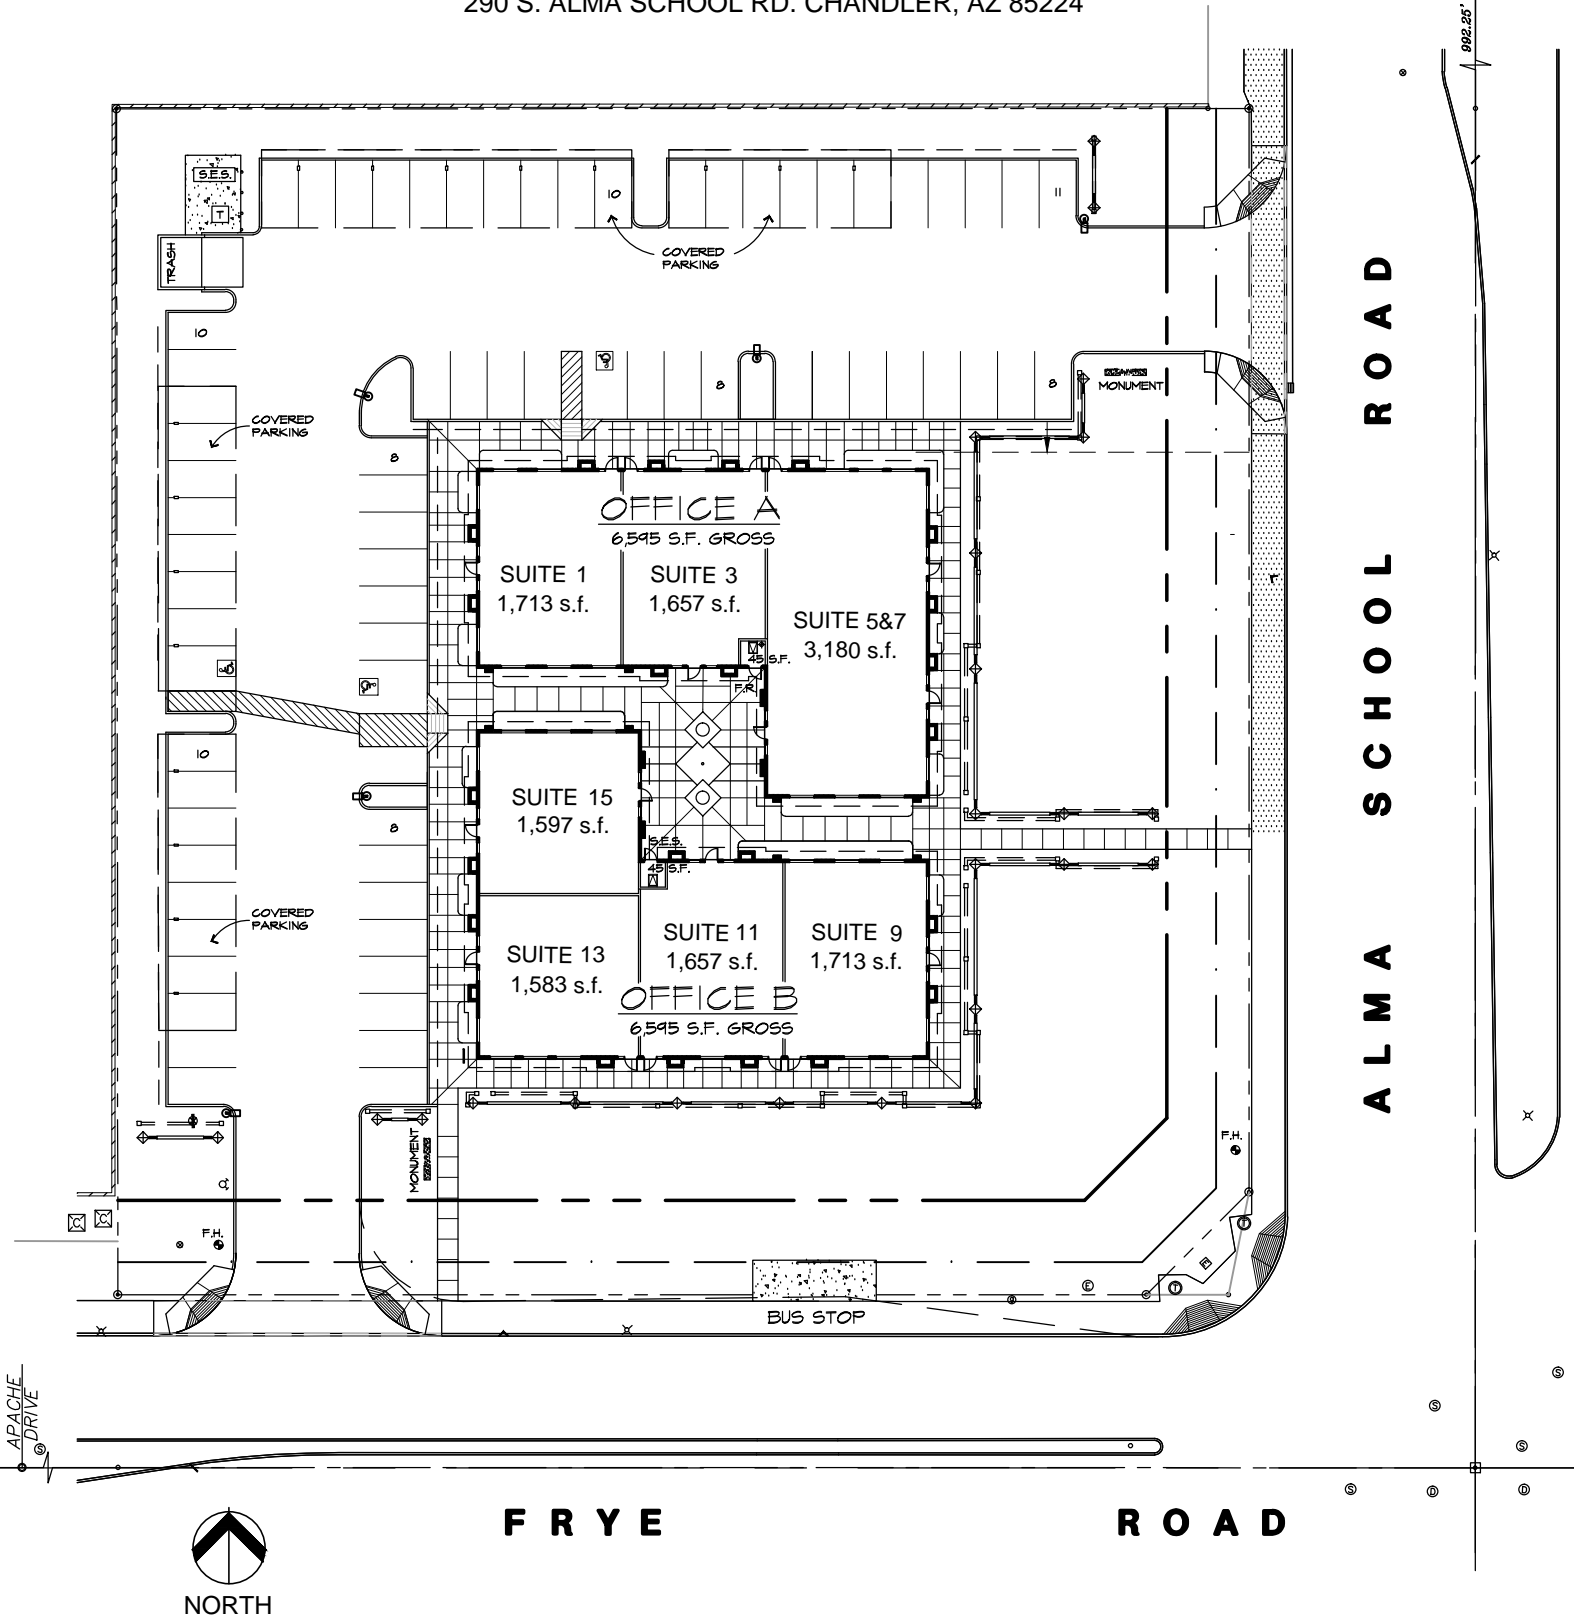 290 S. ALMA SCHOOL RD. CHANDLER, AZ 85224
992.25'
S.E.S.
T
TRASH
10
11
COVERED
PARKING
10
8
8
MONUMENT
COVERED
PARKING
8
OFFICE A
6,595 S.F. GROSS
SUITE 1
1,713 s.f.
SUITE 3
1,657 s.f.
SUITE 5&7
3,180 s.f.
45 S.F.
F.R.
10
8
SUITE 15
1,597 s.f.
S.E.S.
45 S.F.
COVERED
PARKING
SUITE 13
1,583 s.f.
SUITE 11
1,657 s.f.
SUITE 9
1,713 s.f.
OFFICE B
6,595 S.F. GROSS
ALMA SCHOOL ROAD
MONUMENT
F.H.
C
C
F.H.
T
E
T
BUS STOP
APACHE
DRIVE
S
S
S
S
S
D
D
FRYE ROAD
NORTH